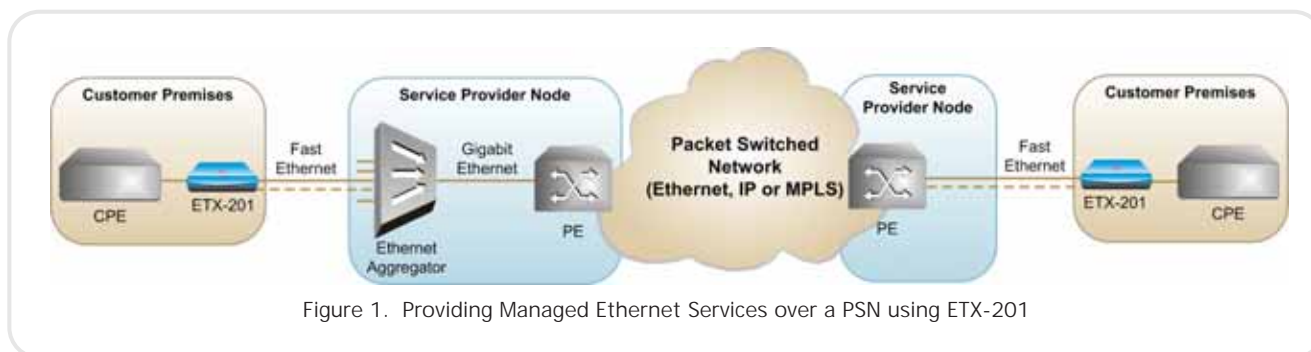 Customer Premises
CPE
ETX-201
Fast
Ethernet
Service Provider Node
Ethernet
Aggregator
Gigabit
Ethernet
PE
Packet Switched
Network
(Ethernet, IP or MPLS)
Service
Provider Node
PE
Fast
Ethernet
Customer Premises
ETX-201
CPE
Figure 1. Providing Managed Ethernet Services over a PSN using ETX-201